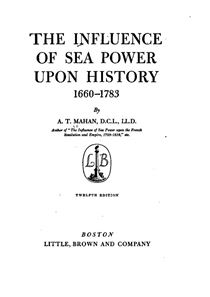 THE INFLUENCE
OF SEA POWER
UPON HISTORY
1660–1783
By
A. T. MAHAN, D.C.L., LL.D.
Author of "The Influence of Sea Power upon the French
Revolution and Empire, 1793–1812," etc.
L B
TWELFTH EDITION
BOSTON
LITTLE, BROWN AND COMPANY